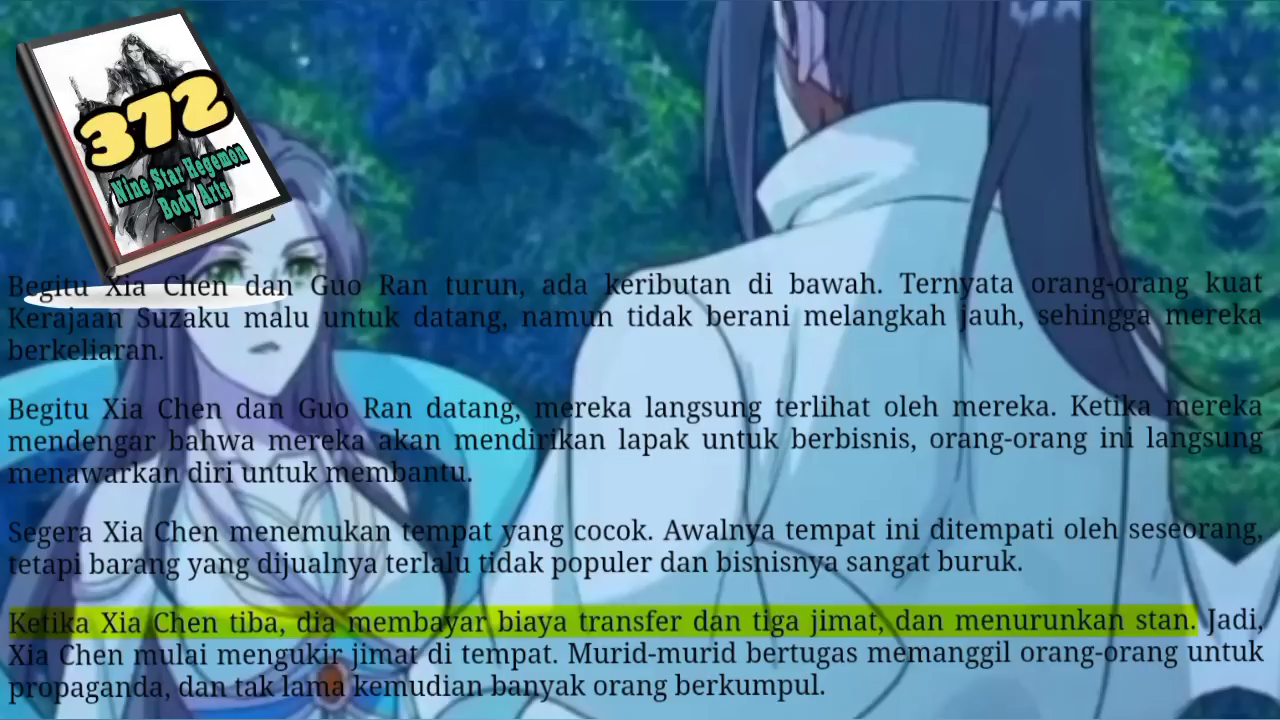 372
Nine Star Hegemon
Body Arts
Begitu Xia Chen dan Guo Ran turun, ada keributan di bawah. Ternyata orang-orang kuat
Kerajaan Suzaku malu untuk datang, namun tidak berani melangkah jauh, sehingga mereka
berkeliaran.
Begitu Xia Chen dan Guo Ran datang, mereka langsung terlihat oleh mereka. Ketika mereka
mendengar bahwa mereka akan mendirikan lapak untuk berbisnis, orang-orang ini langsung
menawarkan diri untuk membantu.
Segera Xia Chen menemukan tempat yang cocok. Awalnya tempat ini ditempati oleh seseorang,
tetapi barang yang dijualnya terlalu tidak populer dan bisnisnya sangat buruk.
Ketika Xia Chen tiba, dia membayar biaya transfer dan tiga jimat, dan menurunkan stan. Jadi,
Xia Chen mulai mengukir jimat di tempat. Murid-murid bertugas memanggil orang-orang untuk
propaganda, dan tak lama kemudian banyak orang berkumpul.